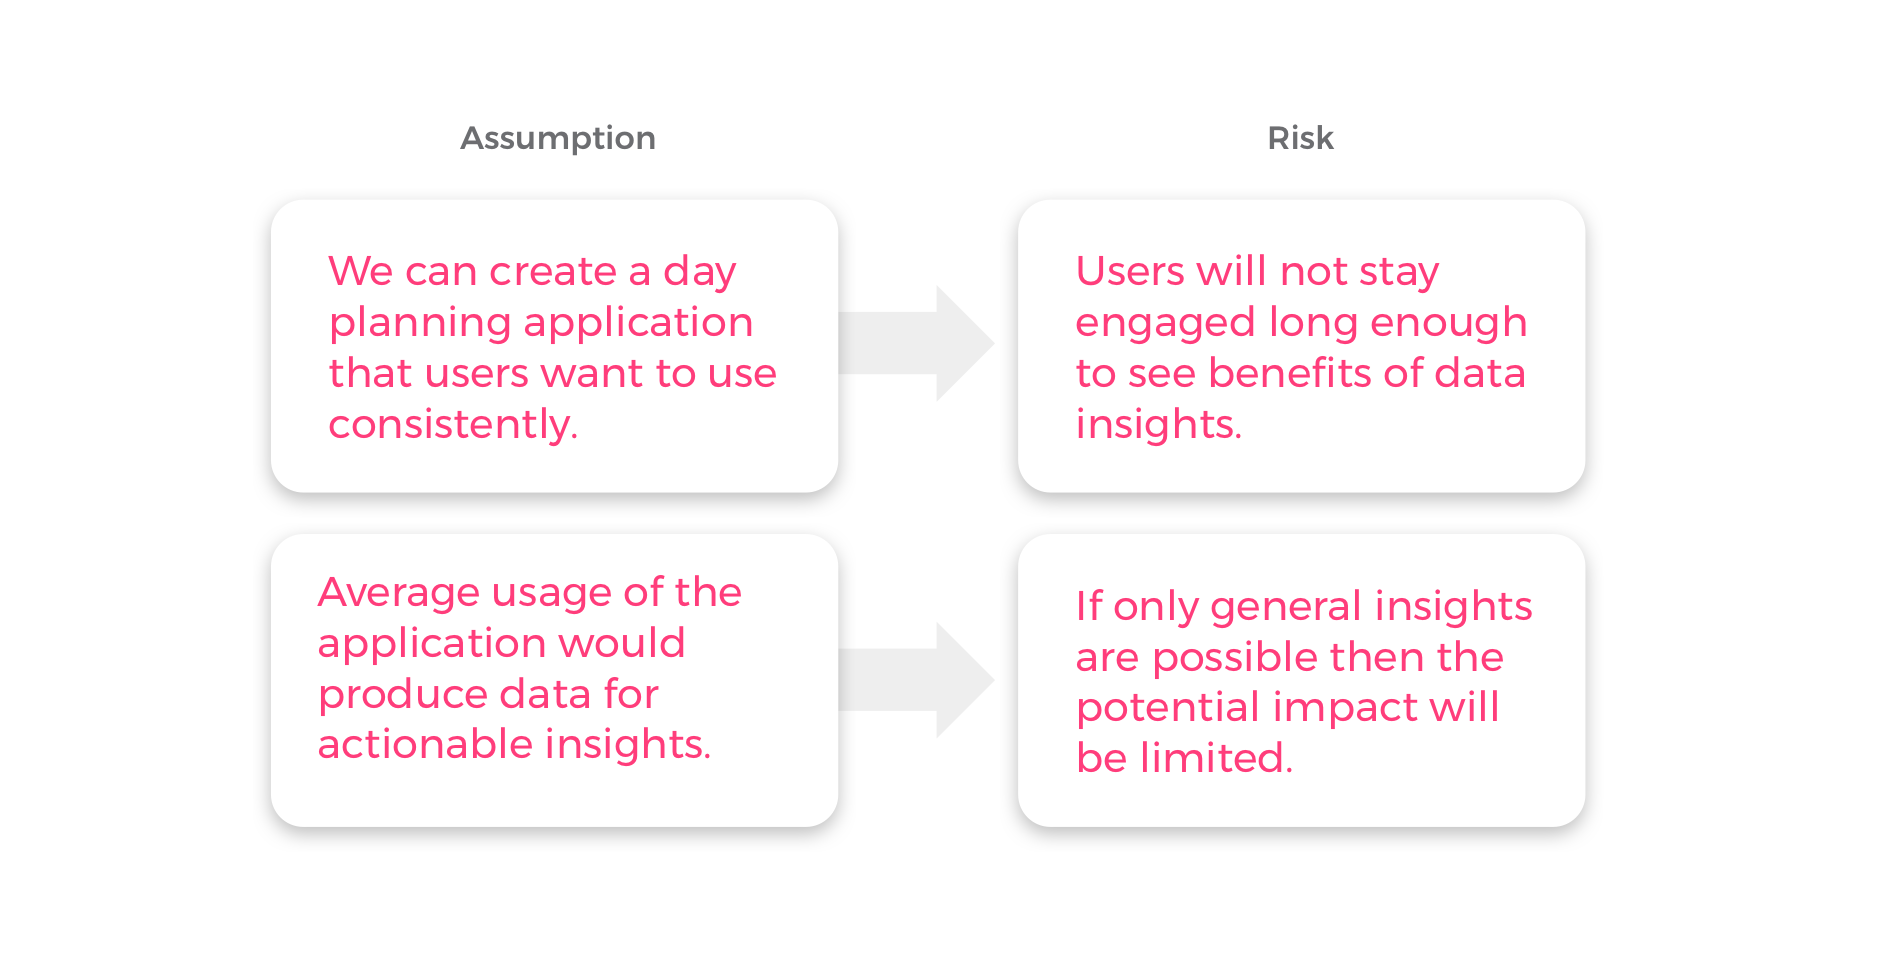 Assumption
Risk
We can create a day
planning application
that users want to use
consistently.
Users will not stay
engaged long enough
to see benefits of data
insights.
Average usage of the
application would
produce data for
actionable insights.
If only general insights
are possible then the
potential impact will
be limited.